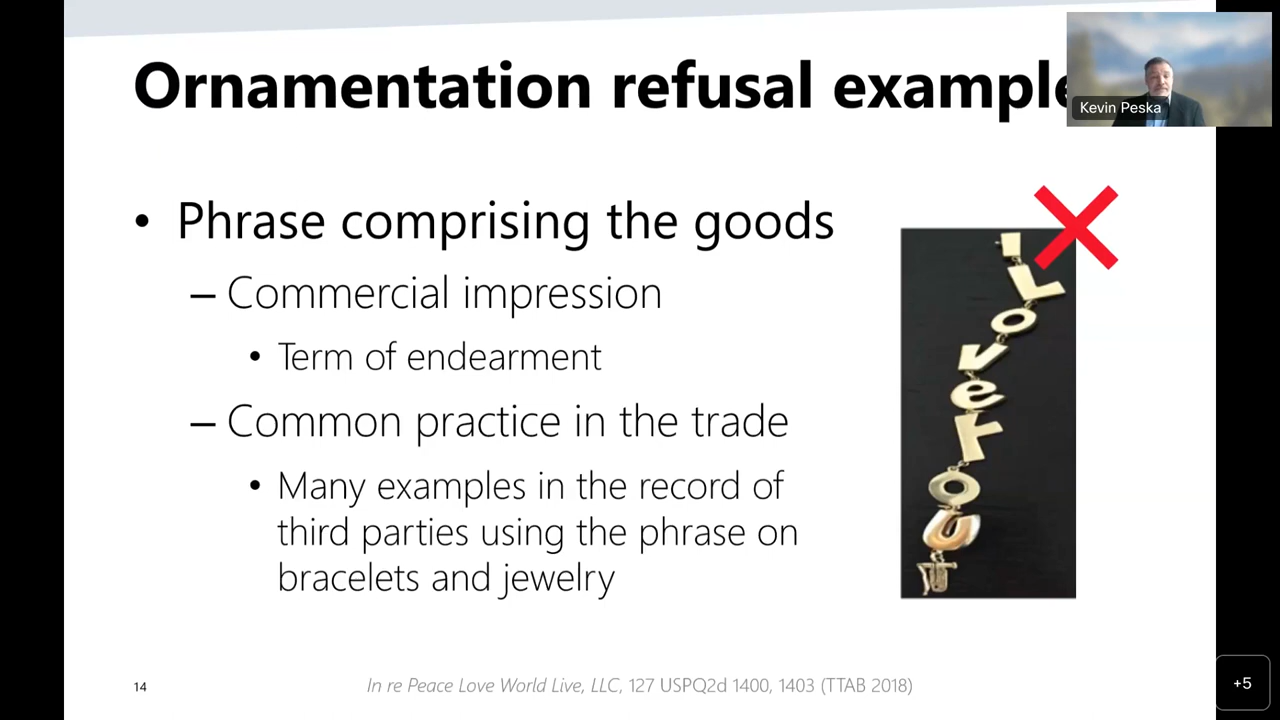 Ornamentation refusal example
Kevin Peska
• Phrase comprising the goods
– Commercial impression
• Term of endearment
– Common practice in the trade
• Many examples in the record of
third parties using the phrase on
bracelets and jewelry
I Love You
14
In re Peace Love World Live, LLC, 127 USPQ2d 1400, 1403 (TTAB 2018)
+5